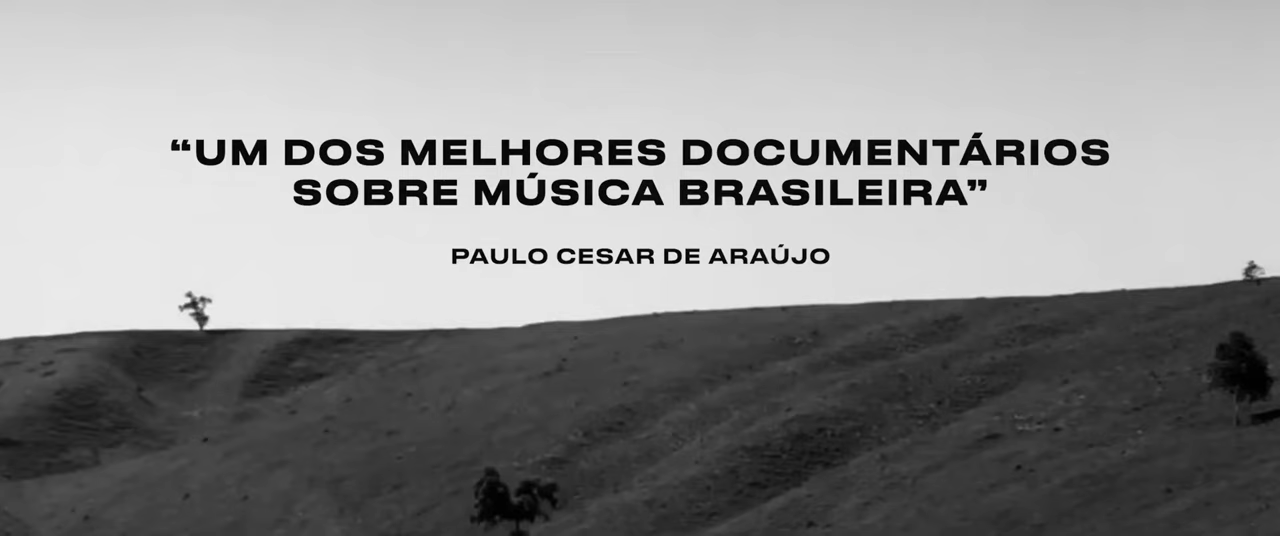 “UM DOS MELHORES DOCUMENTÁRIOS
SOBRE MÚSICA BRASILEIRA”
PAULO CESAR DE ARAÚJO